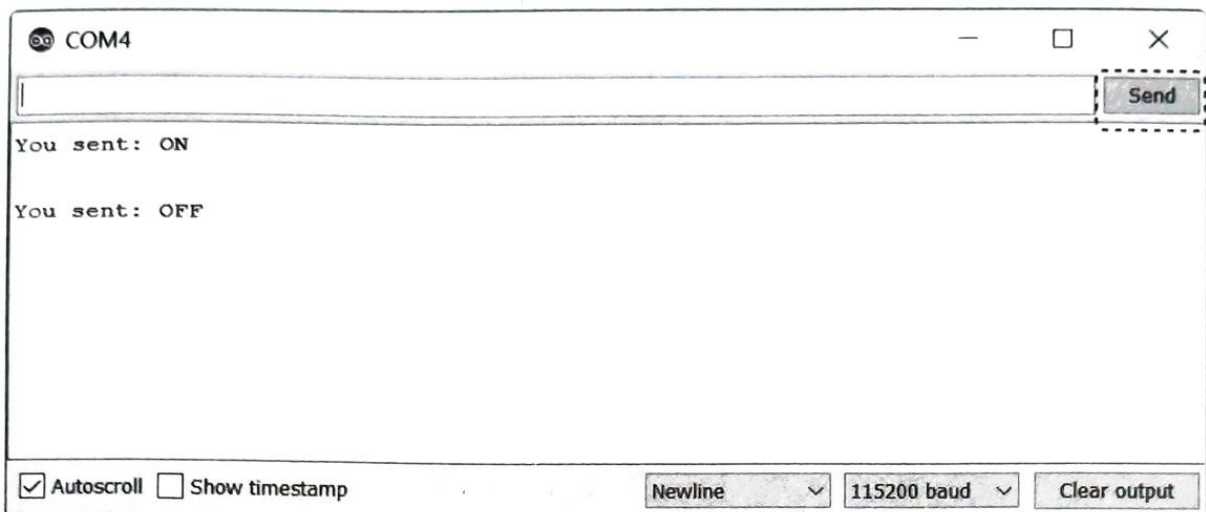 COM4
Send
You sent: ON
You sent: OFF
Autoscroll Show timestamp Newline 115200 baud Clear output